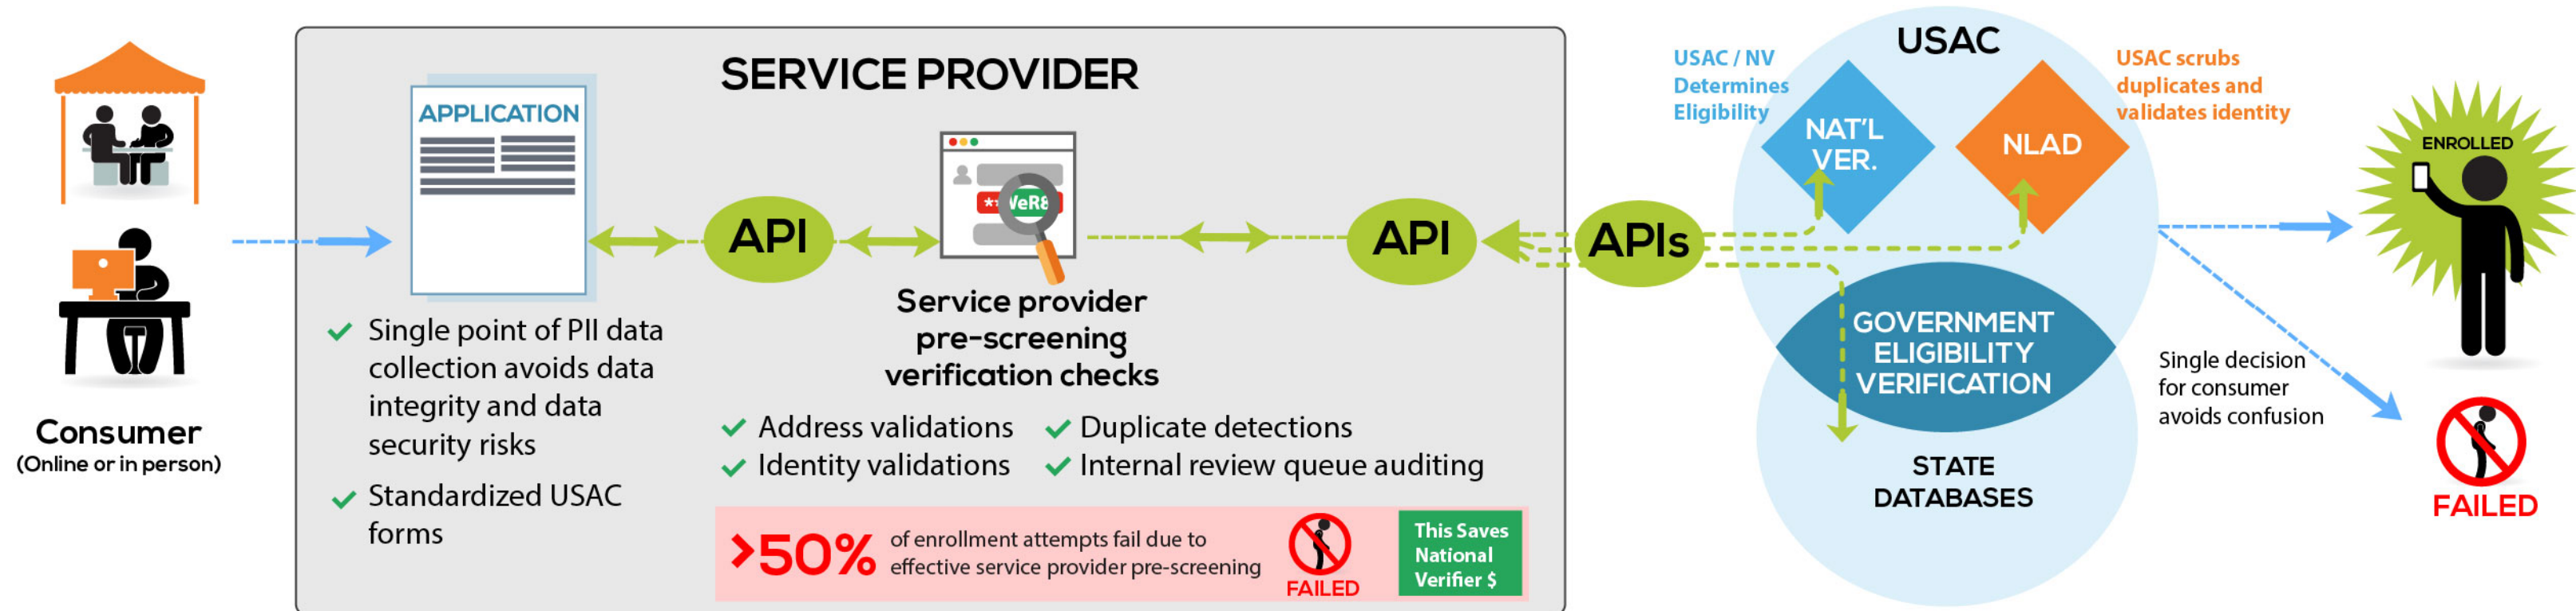 Consumer
(Online or in person)
APPLICATION
Single point of PII data
collection avoids data
integrity and data
security risks
Standardized USAC
forms
SERVICE PROVIDER
API
**
VeR8
Service provider
pre-screening
verification checks
Address validations
Identity validations
Duplicate detections
Internal review queue auditing
>50%
of enrollment attempts fail due to
effective service provider pre-screening
FAILED
This Saves
National
Verifier $
API
APIs
USAC / NV
Determines
Eligibility
USAC
NAT'L
VER.
NLAD
USAC scrubs
duplicates and
validates identity
GOVERNMENT
ELIGIBILITY
VERIFICATION
STATE
DATABASES
Single decision
for consumer
avoids confusion
ENROLLED
FAILED